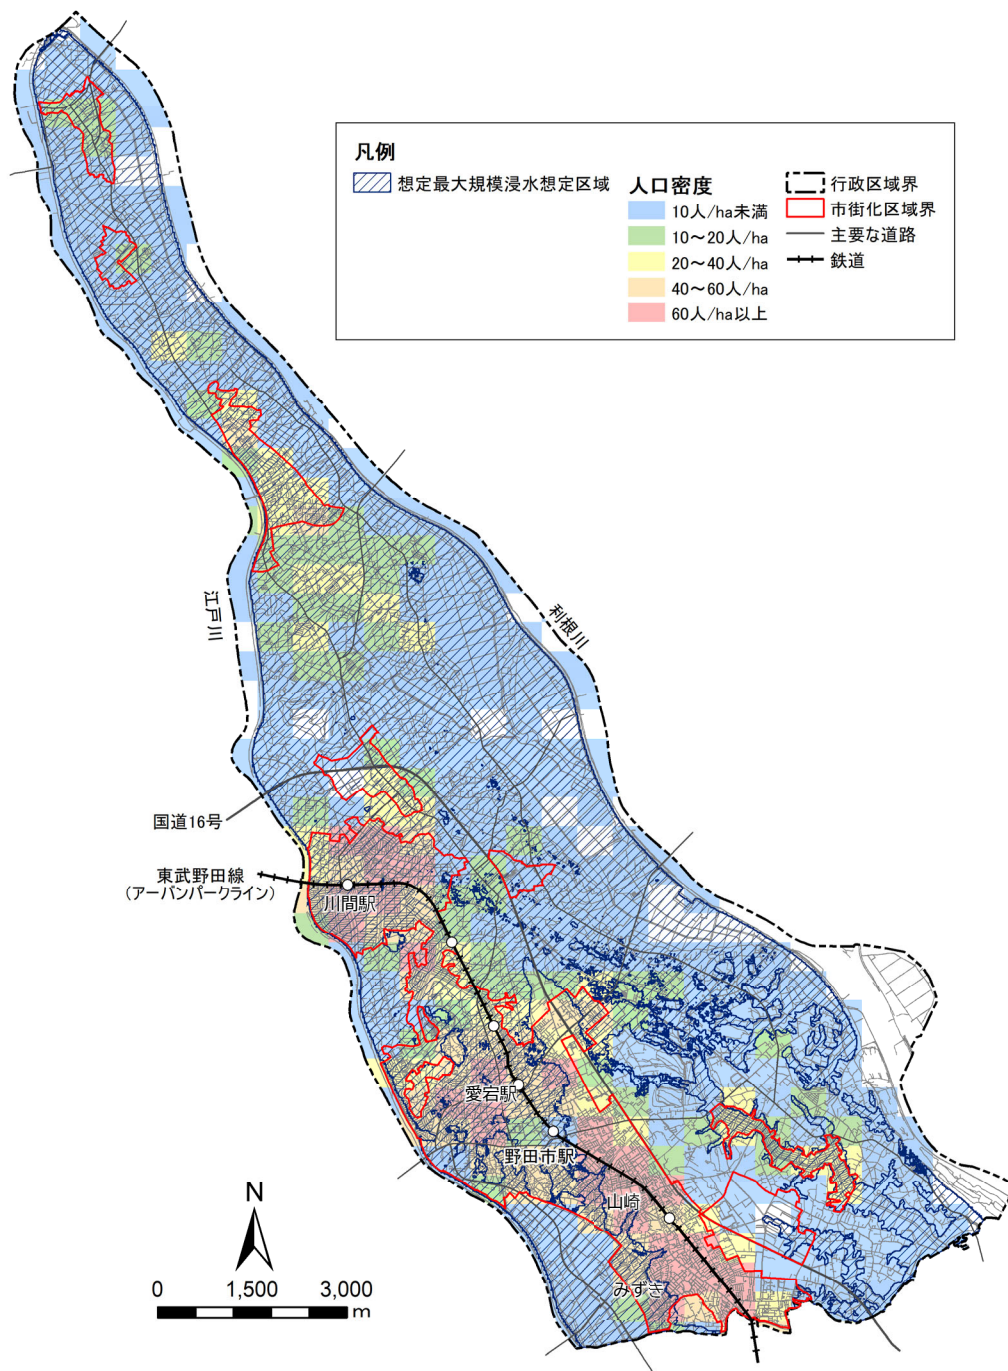 凡例
想定最大規模浸水想定区域
人口密度
10人/ha未満
10～20人/ha
20～40人/ha
40～60人/ha
60人/ha以上
行政区域界
市街化区域界
主要な道路
鉄道
江戸川
利根川
国道16号
東武野田線
（アーバンパークライン）
川間駅
愛宕駅
野田市駅
山崎
みずき
N
0 1,500 3,000
m